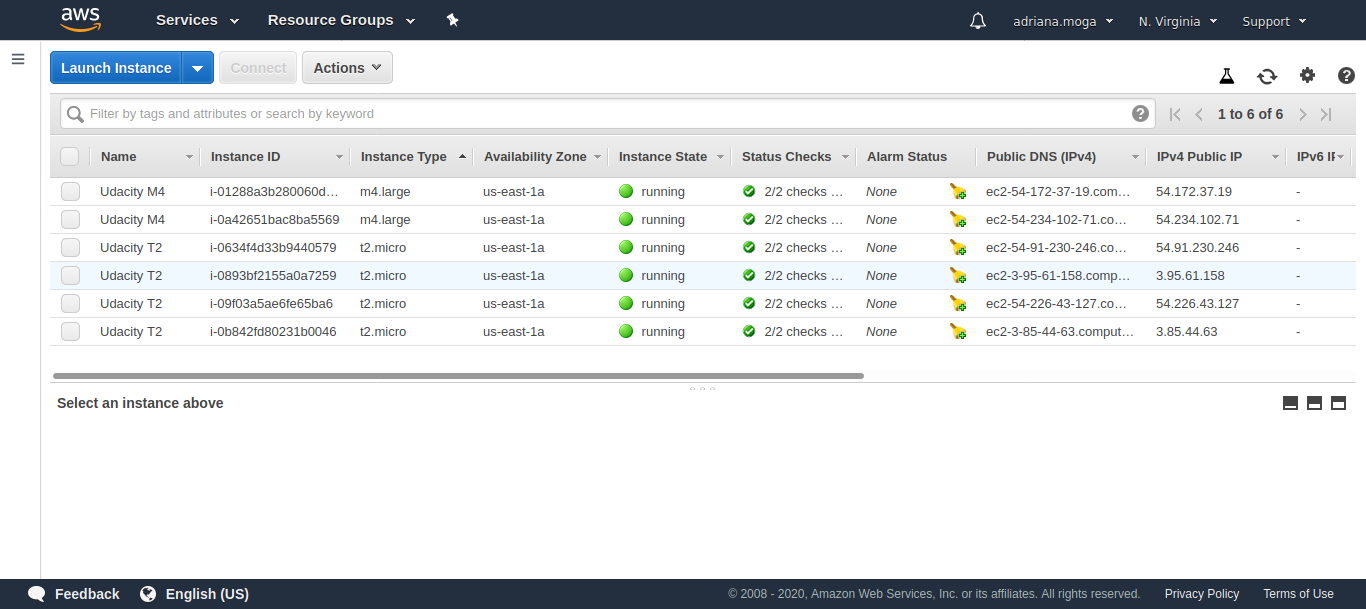 aws Services Resource Groups adriana.moga N. Virginia Support
Launch Instance Connect Actions
Filter by tags and attributes or search by keyword 1 to 6 of 6
Name Instance ID Instance Type Availability Zone Instance State Status Checks Alarm Status Public DNS (IPv4) IPv4 Public IP IPv6 IP
Udacity M4 i-01288a3b280060d... m4.large us-east-1a running 2/2 checks ... None ec2-54-172-37-19.com... 54.172.37.19 -
Udacity M4 i-0a42651bac8ba5569 m4.large us-east-1a running 2/2 checks ... None ec2-54-234-102-71.co... 54.234.102.71 -
Udacity T2 i-0634f4d33b9440579 t2.micro us-east-1a running 2/2 checks ... None ec2-54-91-230-246.co... 54.91.230.246 -
Udacity T2 i-0893bf2155a0a7259 t2.micro us-east-1a running 2/2 checks ... None ec2-3-95-61-158.comp... 3.95.61.158 -
Udacity T2 i-09f03a5ae6fe65ba6 t2.micro us-east-1a running 2/2 checks ... None ec2-54-226-43-127.co... 54.226.43.127 -
Udacity T2 i-0b842fd80231b0046 t2.micro us-east-1a running 2/2 checks ... None ec2-3-85-44-63.comput... 3.85.44.63 -
Select an instance above
Feedback English (US) © 2008 - 2020, Amazon Web Services, Inc. or its affiliates. All rights reserved. Privacy Policy Terms of Use